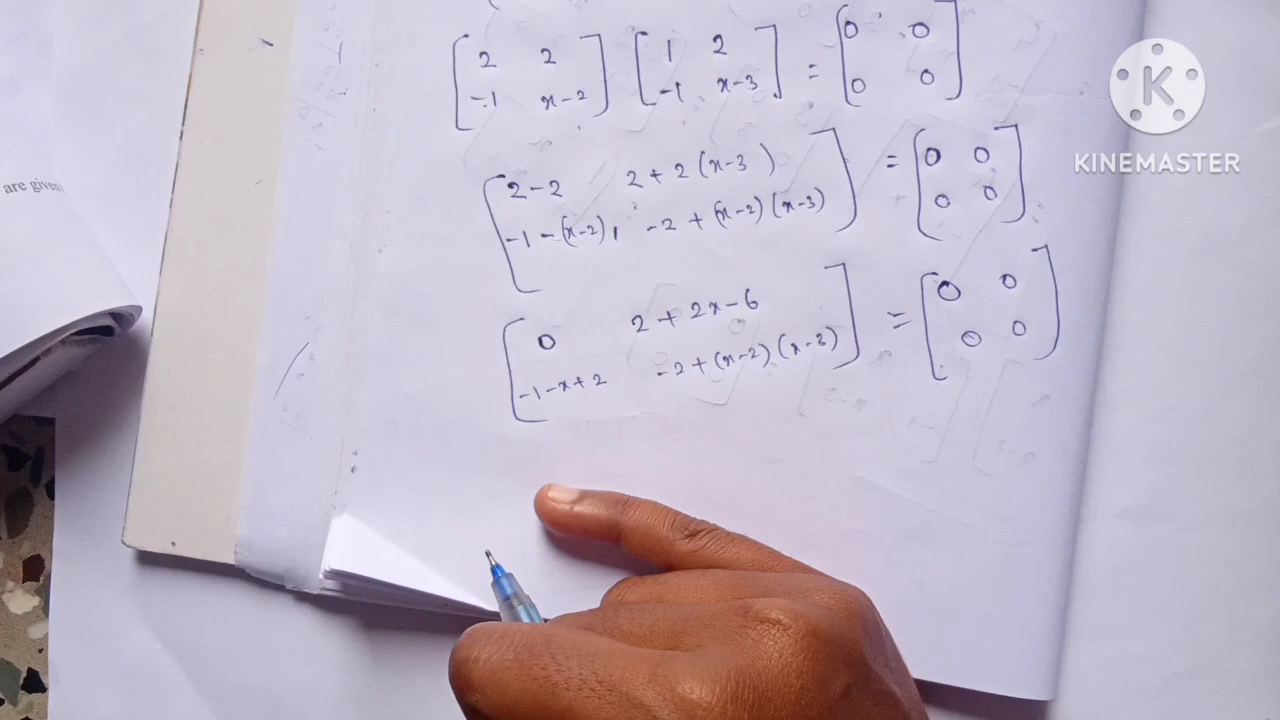 [2 2 -1 x-2] [1 2 -1 x-3] = [0 0 0 0]
[2-2 2+2(x-3) -1-(x-2), -2+(x-2)(x-3)] = [0 0 0 0]
[0 2+2x-6 -1-x+2 -2+(x-2)(x-3)] = [0 0 0 0]
are given
KINEMASTER